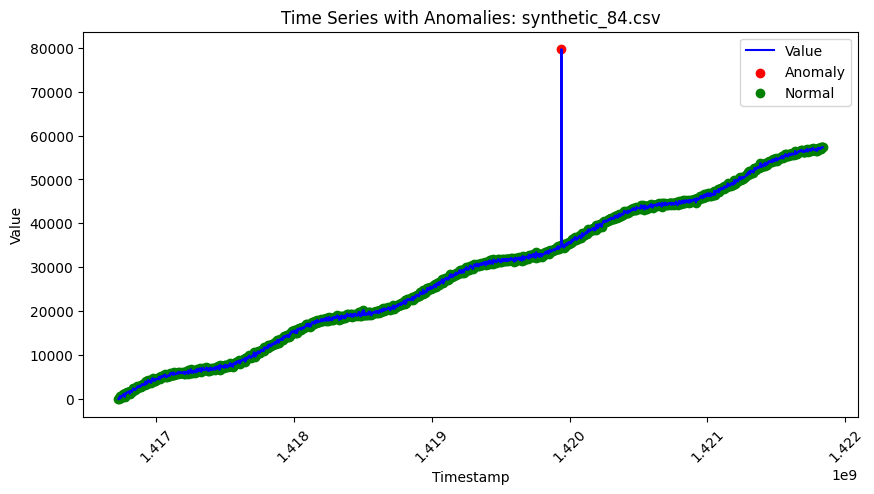 Time Series with Anomalies: synthetic_84.csv
Value
80000
70000
60000
50000
40000
30000
20000
10000
0
Value
Anomaly
Normal
1.417
1.418
1.419
1.420
1.421
1.422
1e9
Timestamp